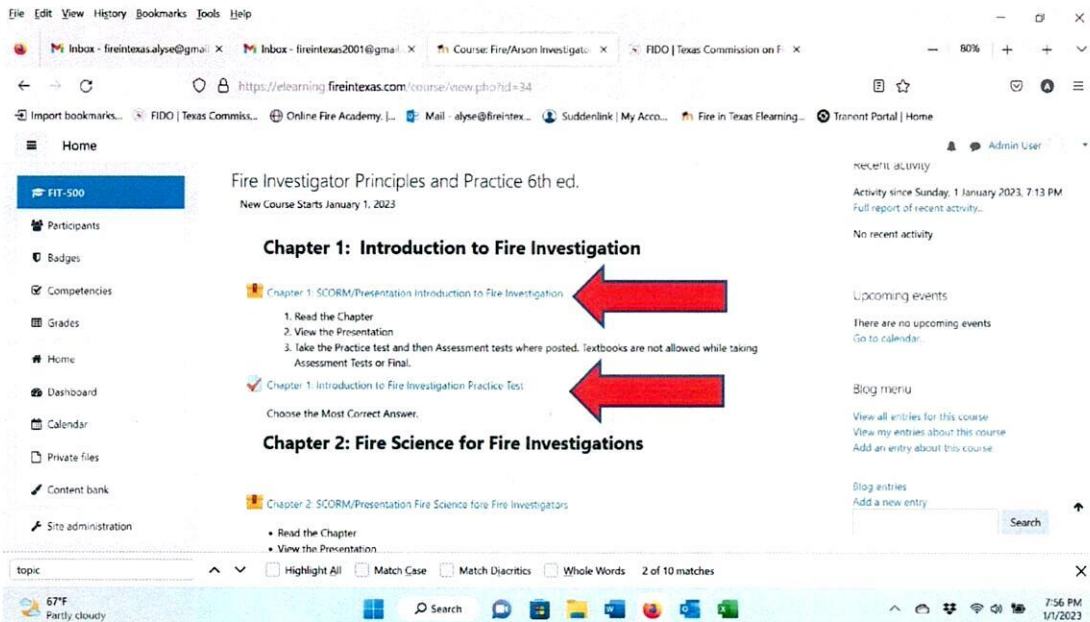 File Edit View History Bookmarks Tools Help
Inbox - fireintexas.alyse@gmai
Inbox - fireintexas2001@gmai
Course: Fire/Arson Investigato
FIDO | Texas Commission on F
80%
https://elearning.fireintexas.com/course/view.php?id=34
Import bookmarks... FIDO | Texas Commiss... Online Fire Academy. |... Mail - alyse@fireintex... Suddenlink | My Acco... Fire in Texas Elearning... Tranont Portal | Home
Home
Admin User
FIT-500
Participants
Badges
Competencies
Grades
Home
Dashboard
Calendar
Private files
Content bank
Site administration
Fire Investigator Principles and Practice 6th ed.
New Course Starts January 1, 2023
Chapter 1: Introduction to Fire Investigation
Chapter 1: SCORM/Presentation Introduction to Fire Investigation
1. Read the Chapter
2. View the Presentation
3. Take the Practice test and then Assessment tests where posted. Textbooks are not allowed while taking
Assessment Tests or Final.
Chapter 1: Introduction to Fire Investigation Practice Test
Choose the Most Correct Answer.
Chapter 2: Fire Science for Fire Investigations
Chapter 2: SCORM/Presentation Fire Science fore Fire Investigators
• Read the Chapter
• View the Presentation
Recent activity
Activity since Sunday, 1 January 2023, 7:13 PM
Full report of recent activity...
No recent activity
Upcoming events
There are no upcoming events
Go to calendar...
Blog menu
View all entries for this course
View my entries about this course
Add an entry about this course
Blog entries
Add a new entry
Search
topic
Highlight All Match Case Match Diacritics Whole Words 2 of 10 matches
67°F
Partly cloudy
Search
7:56 PM
1/1/2023